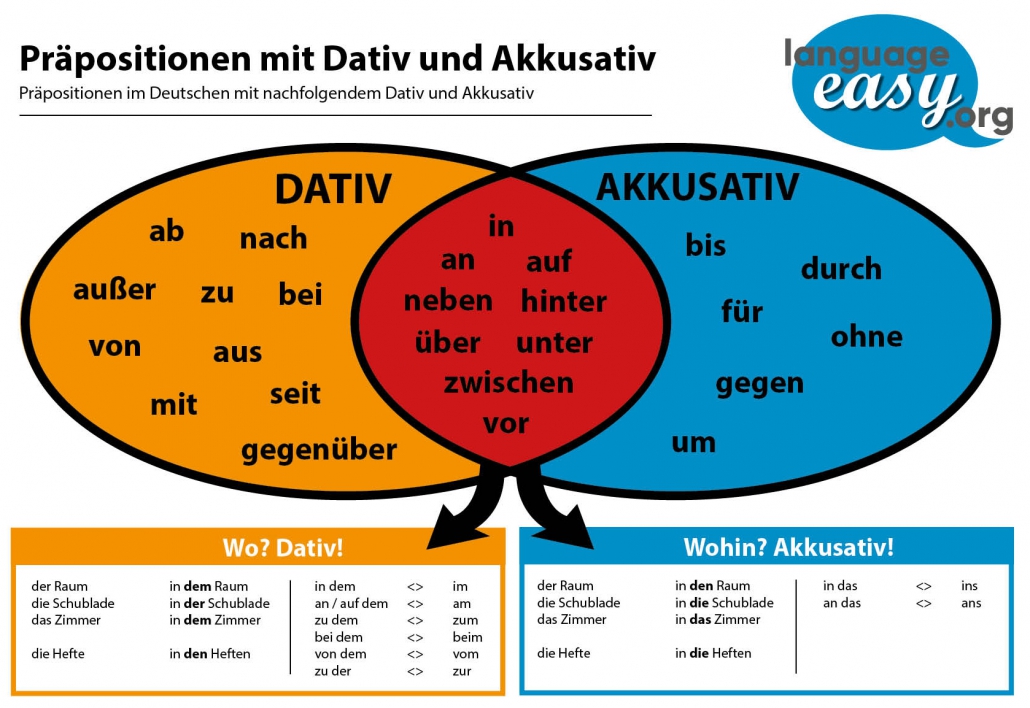 Präpositionen mit Dativ und Akkusativ
Präpositionen im Deutschen mit nachfolgendem Dativ und Akkusativ
language
easy
.org
DATIV
ab
nach
außer
zu
bei
von
aus
mit
seit
gegenüber
in
an
auf
neben
hinter
über
unter
zwischen
vor
AKKUSATIV
bis
durch
für
ohne
gegen
um
Wo? Dativ!
der Raum in dem Raum
die Schublade in der Schublade
das Zimmer in dem Zimmer
die Hefte in den Heften
in dem <> im
an / auf dem <> am
zu dem <> zum
bei dem <> beim
von dem <> vom
zu der <> zur
Wohin? Akkusativ!
der Raum in den Raum
die Schublade in die Schublade
das Zimmer in das Zimmer
die Hefte in die Heften
in das <> ins
an das <> ans